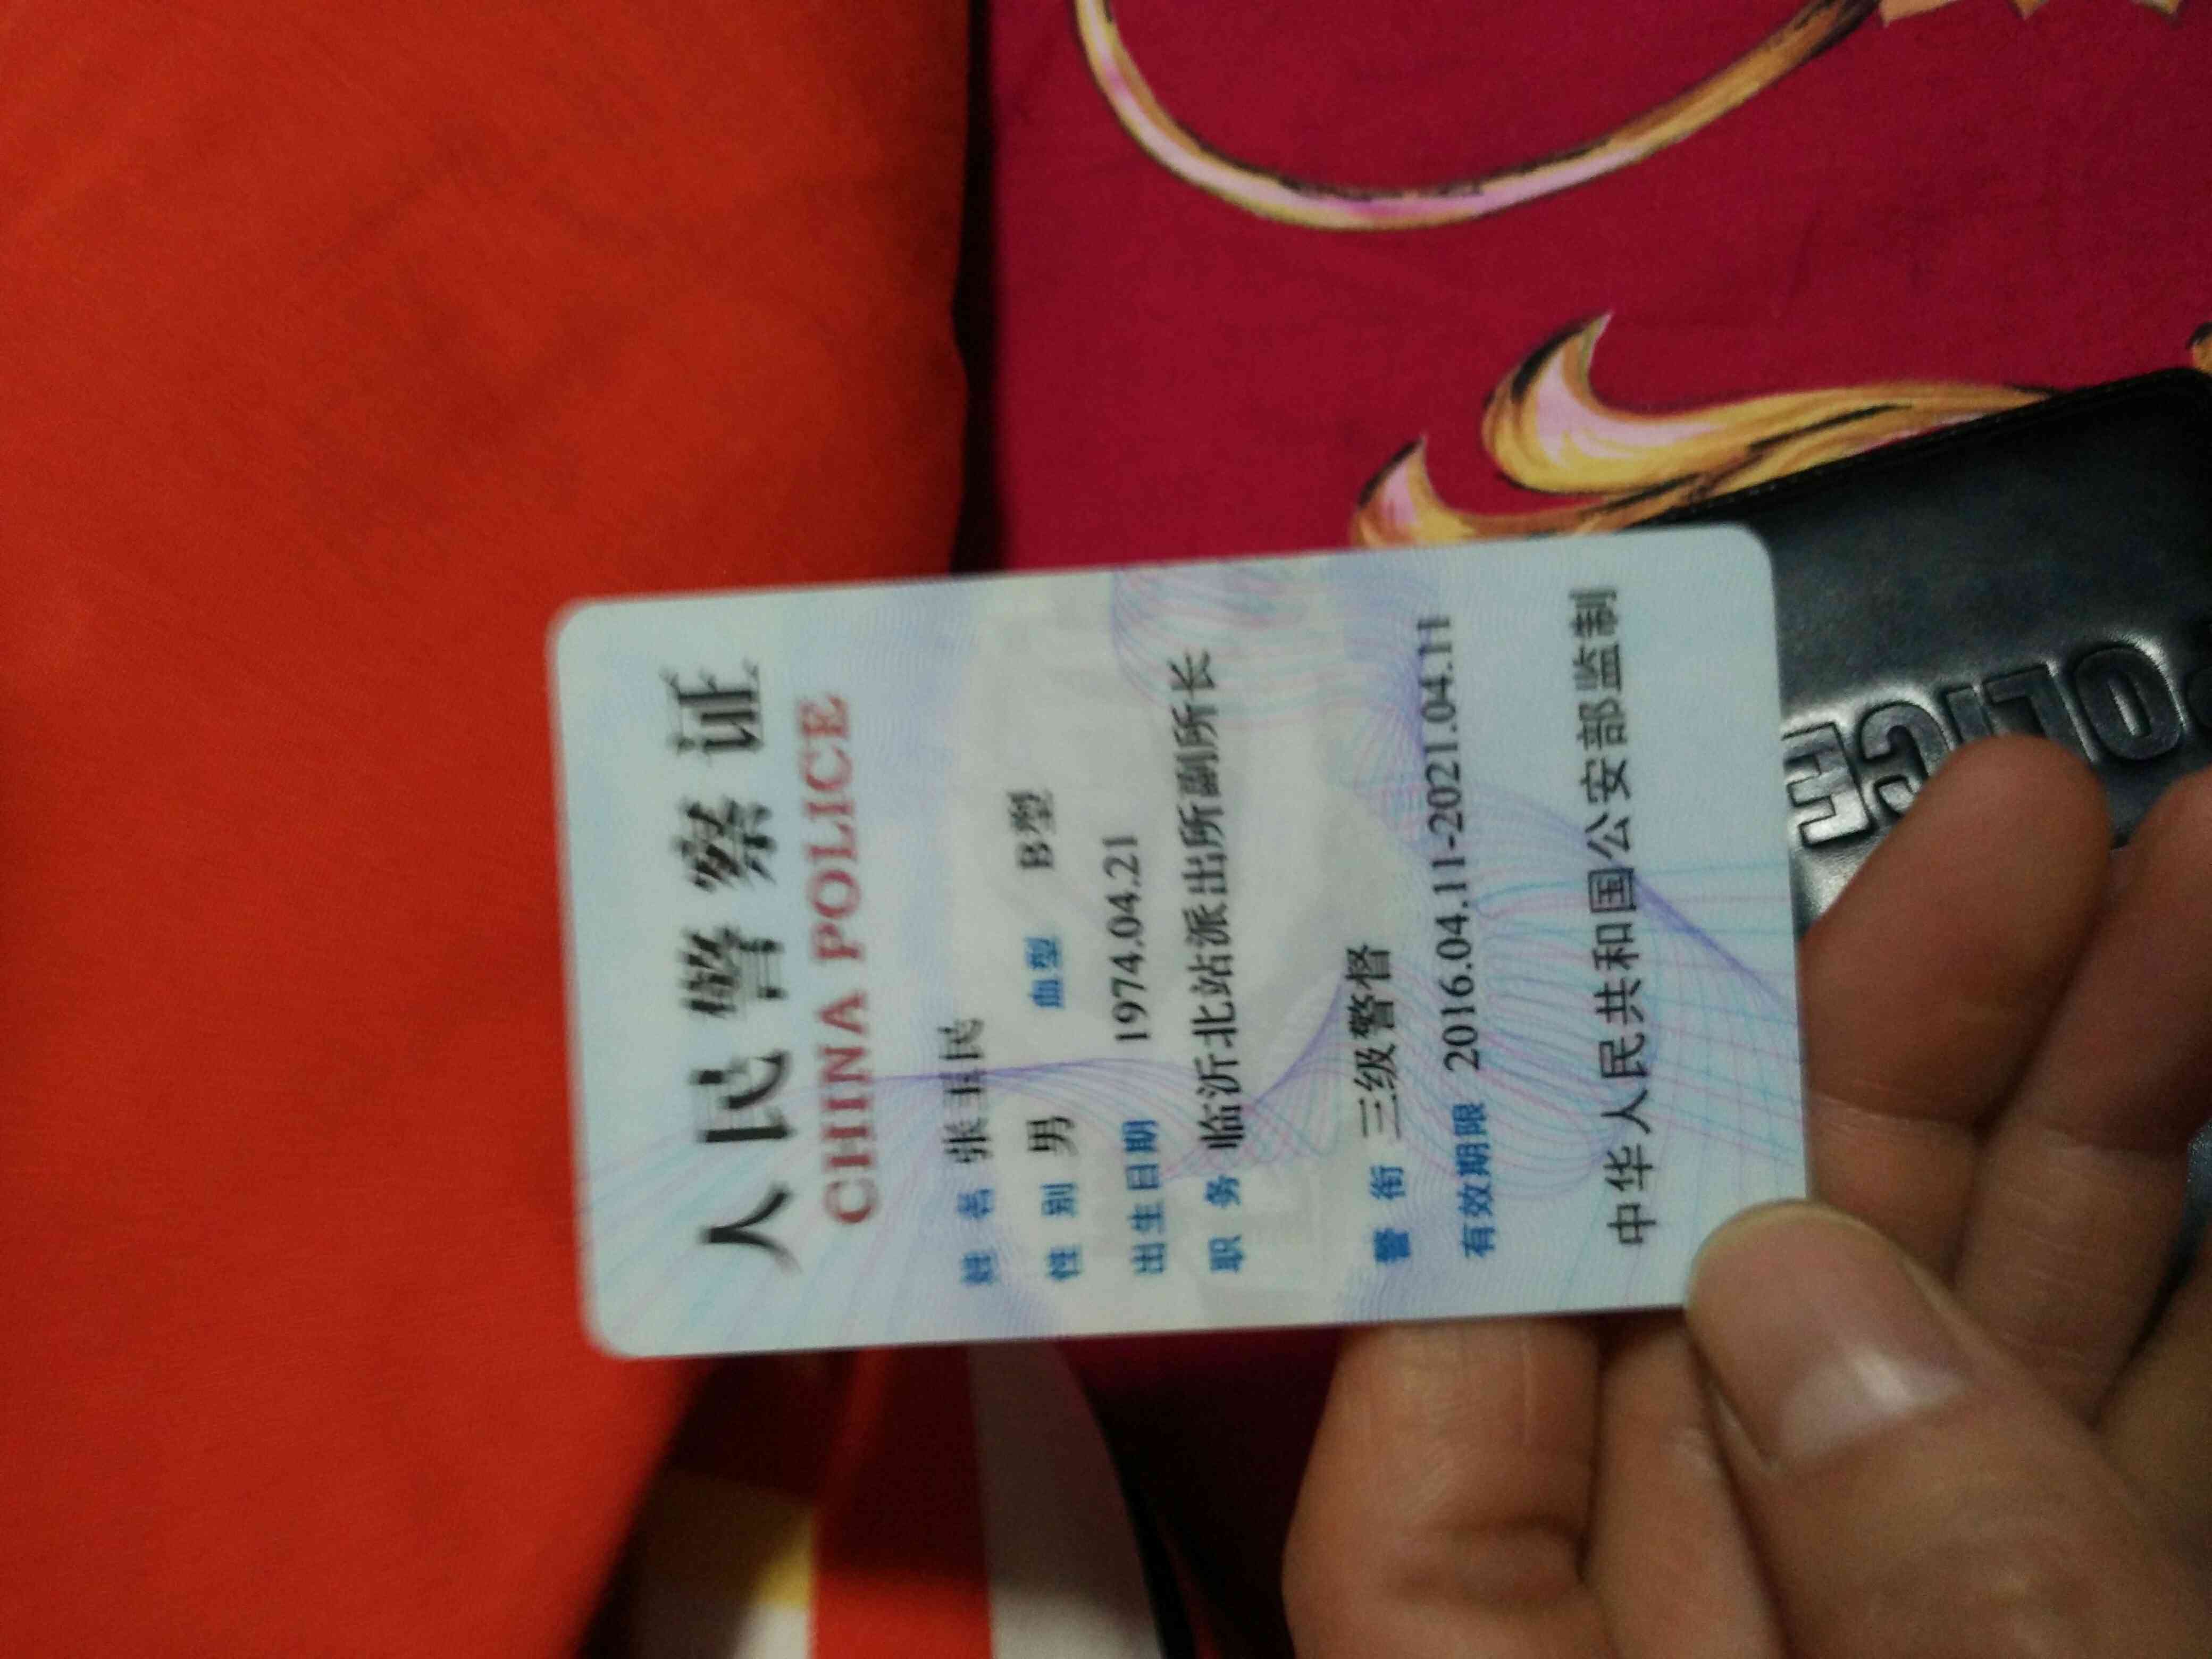 人民警察证
CHINA POLICE
姓名 张玉民
性别 男 血型 B型
出生日期 1974.04.21
职务 临沂北站派出所副所长
警衔 三级警督
有效期限 2016.04.11-2021.04.11
中华人民共和国公安部监制
POLICE